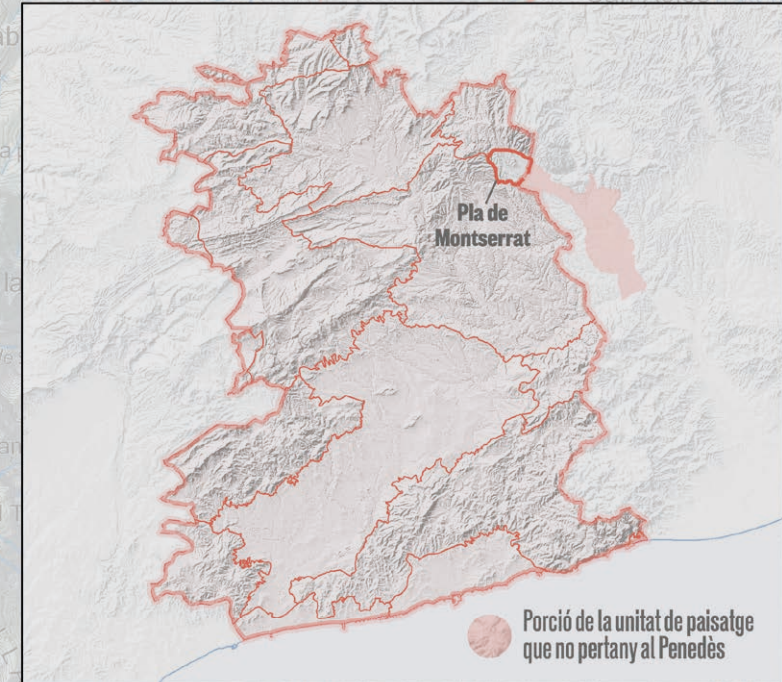 Pla de
Montserrat
Porció de la unitat de paisatge
que no pertany al Penedès